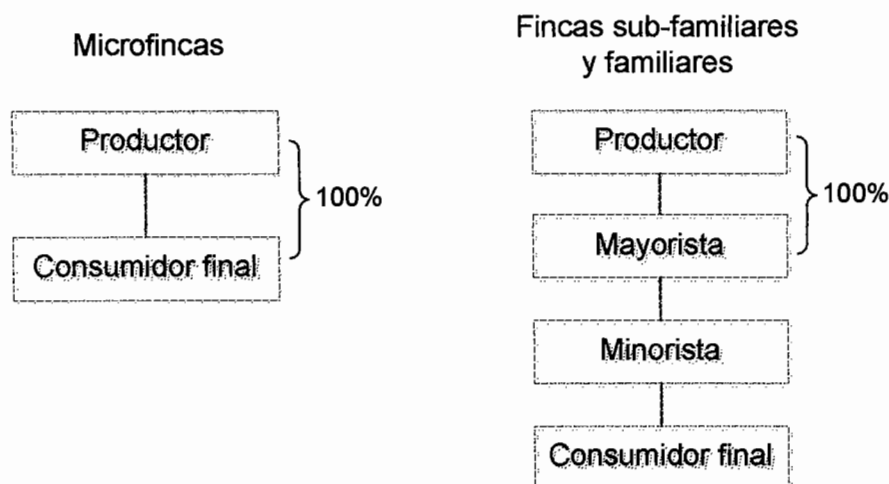 Microfincas
Productor
100%
Consumidor final
Fincas sub-familiares
y familiares
Productor
100%
Mayorista
Minorista
Consumidor final